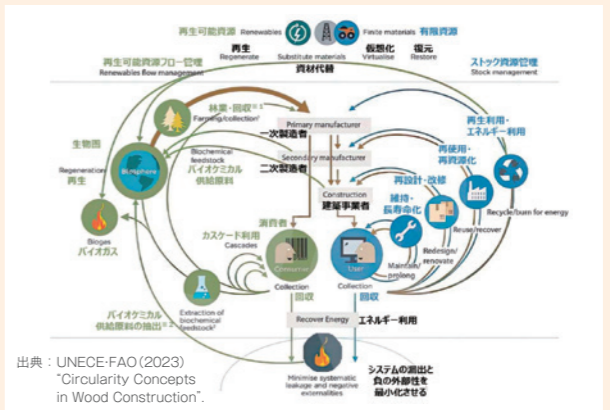 再生可能資源 Renewables
Finite materials 有限資源
再生
Regenerate
Substitute materials
資材代替
仮想化
Virtualise
復元
Restore
再生可能資源フロー管理
Renewables flow management
ストック資源管理
Stock management
林業・回収※1
Farming/collection¹
Primary manufacturer
一次製造者
再生利用・
エネルギー利用
生物圏
Biosphere
Regeneration
再生
Biochemical
feedstock
バイオケミカル
供給原料
Secondary manufacturer
二次製造者
再使用・
再資源化
Construction
建築事業者
再設計・改修
維持・
長寿命化
Recycle/burn for energy
Reuse/recover
Redesign/
renovate
Maintain/
prolong
消費者
カスケード利用
Cascades
Consumer
User
Biogas
バイオガス
Collection
回収
Collection
回収
バイオケミカル
供給原料の抽出※2
Extraction of
biochemical
feedstock²
Recover Energy
エネルギー利用
Minimise systematic
leakage and negative
externalities
システムの漏出と
負の外部性を
最小化させる
出典：UNECE・FAO（2023）
“Circularity Concepts
in Wood Construction”.